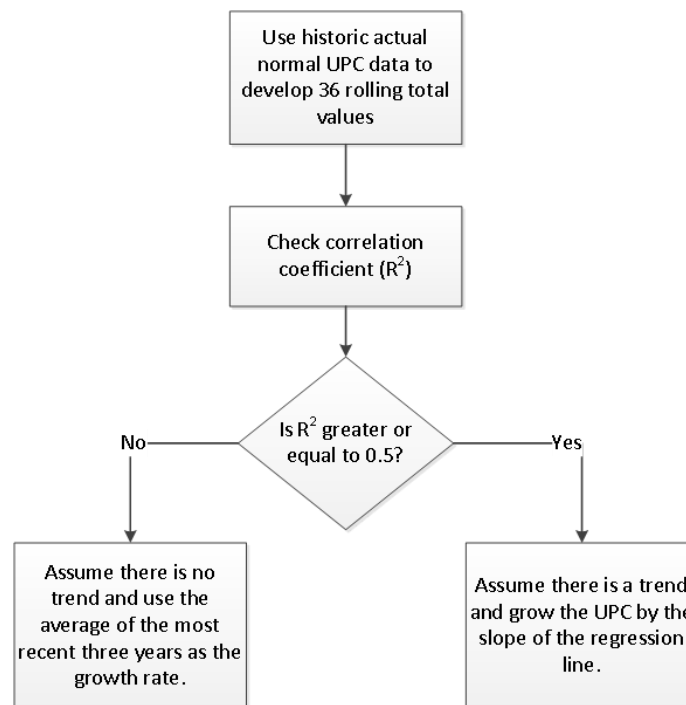 Use historic actual
normal UPC data to
develop 36 rolling total
values
Check correlation
coefficient (R²)
Is R² greater or
equal to 0.5?
No
Yes
Assume there is no
trend and use the
average of the most
recent three years as the
growth rate.
Assume there is a trend
and grow the UPC by the
slope of the regression
line.